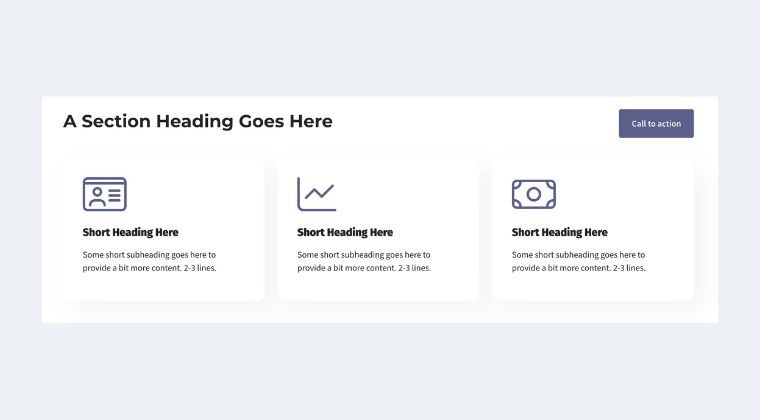 A Section Heading Goes Here
Call to action
Short Heading Here
Some short subheading goes here to
provide a bit more content. 2-3 lines.
Short Heading Here
Some short subheading goes here to
provide a bit more content. 2-3 lines.
Short Heading Here
Some short subheading goes here to
provide a bit more content. 2-3 lines.